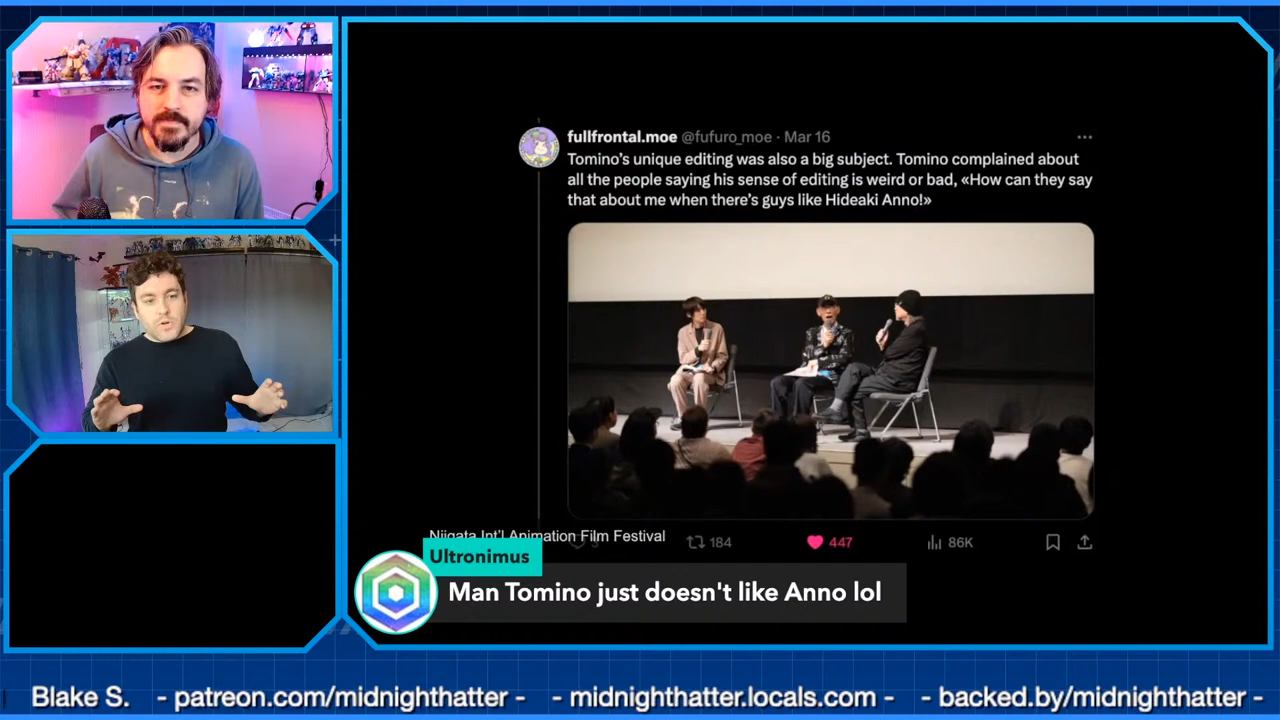 fullfrontal.moe @fufuro_moe · Mar 16
Tomino's unique editing was also a big subject. Tomino complained about
all the people saying his sense of editing is weird or bad, «How can they say
that about me when there's guys like Hideaki Anno!»
Niigata Int'l Animation Film Festival
184
447
86K
Ultronimus
Man Tomino just doesn't like Anno lol
Blake S. - patreon.com/midnighthatter - - midnighthatter.locals.com - - backed.by/midnighthatter -